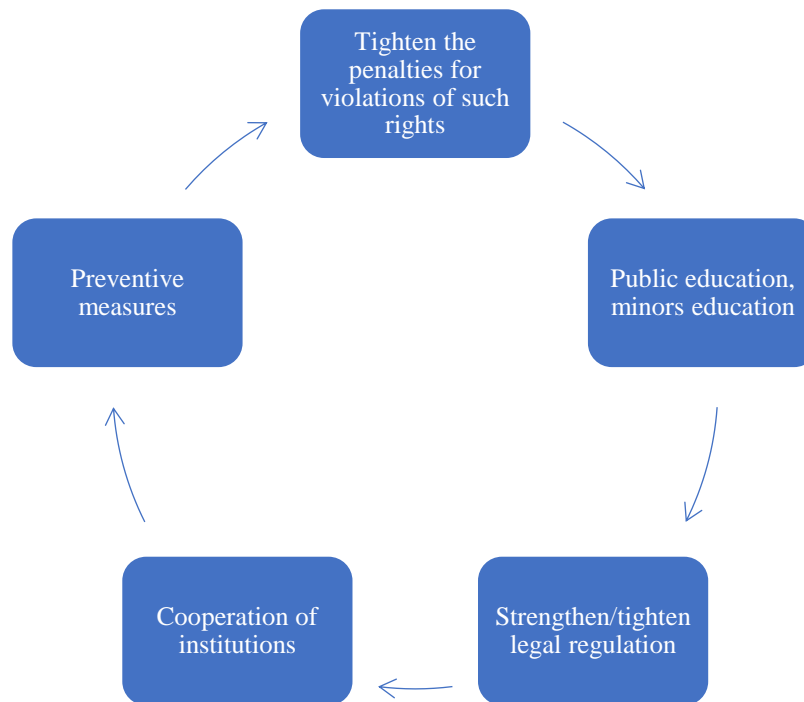 Tighten the
penalties for
violations of such
rights
Public education,
minors education
Strengthen/tighten
legal regulation
Cooperation of
institutions
Preventive
measures